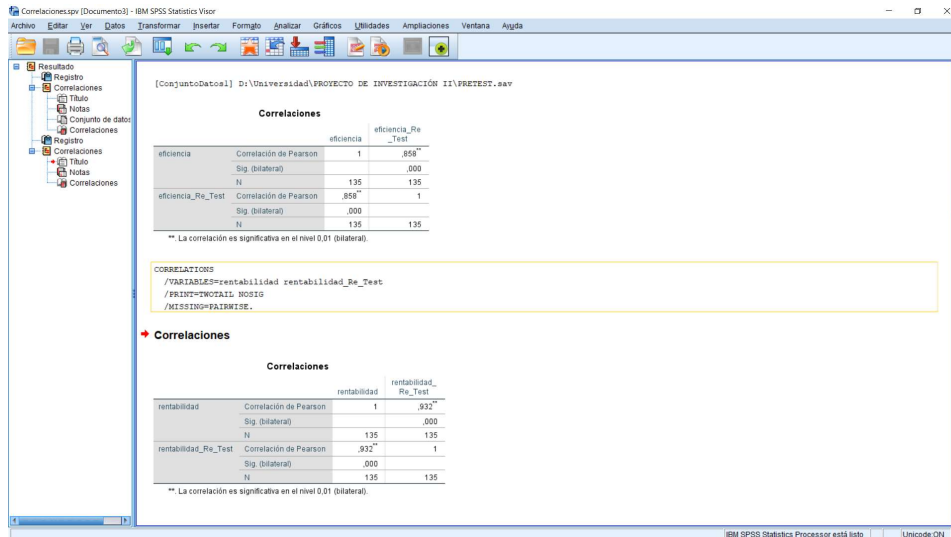 Correlaciones.spv [Documento3] - IBM SPSS Statistics Visor
Archivo Editar Ver Datos Transformar Insertar Formato Analizar Gráficos Utilidades Ampliaciones Ventana Ayuda
Resultado
Registro
Correlaciones
Título
Notas
Conjunto de datos
Correlaciones
Registro
Correlaciones
Título
Notas
Correlaciones
[ConjuntoDatos1] D:\Universidad\PROYECTO DE INVESTIGACIÓN II\PRETEST.sav
Correlaciones
eficiencia eficiencia_Re_Test
eficiencia Correlación de Pearson 1 ,858**
Sig. (bilateral) ,000
N 135 135
eficiencia_Re_Test Correlación de Pearson ,858** 1
Sig. (bilateral) ,000
N 135 135
**. La correlación es significativa en el nivel 0,01 (bilateral).
CORRELATIONS
/VARIABLES=rentabilidad rentabilidad_Re_Test
/PRINT=TWOTAIL NOSIG
/MISSING=PAIRWISE.
Correlaciones
Correlaciones
rentabilidad rentabilidad_Re_Test
rentabilidad Correlación de Pearson 1 ,932**
Sig. (bilateral) ,000
N 135 135
rentabilidad_Re_Test Correlación de Pearson ,932** 1
Sig. (bilateral) ,000
N 135 135
**. La correlación es significativa en el nivel 0,01 (bilateral).
IBM SPSS Statistics Processor está listo Unicode:ON